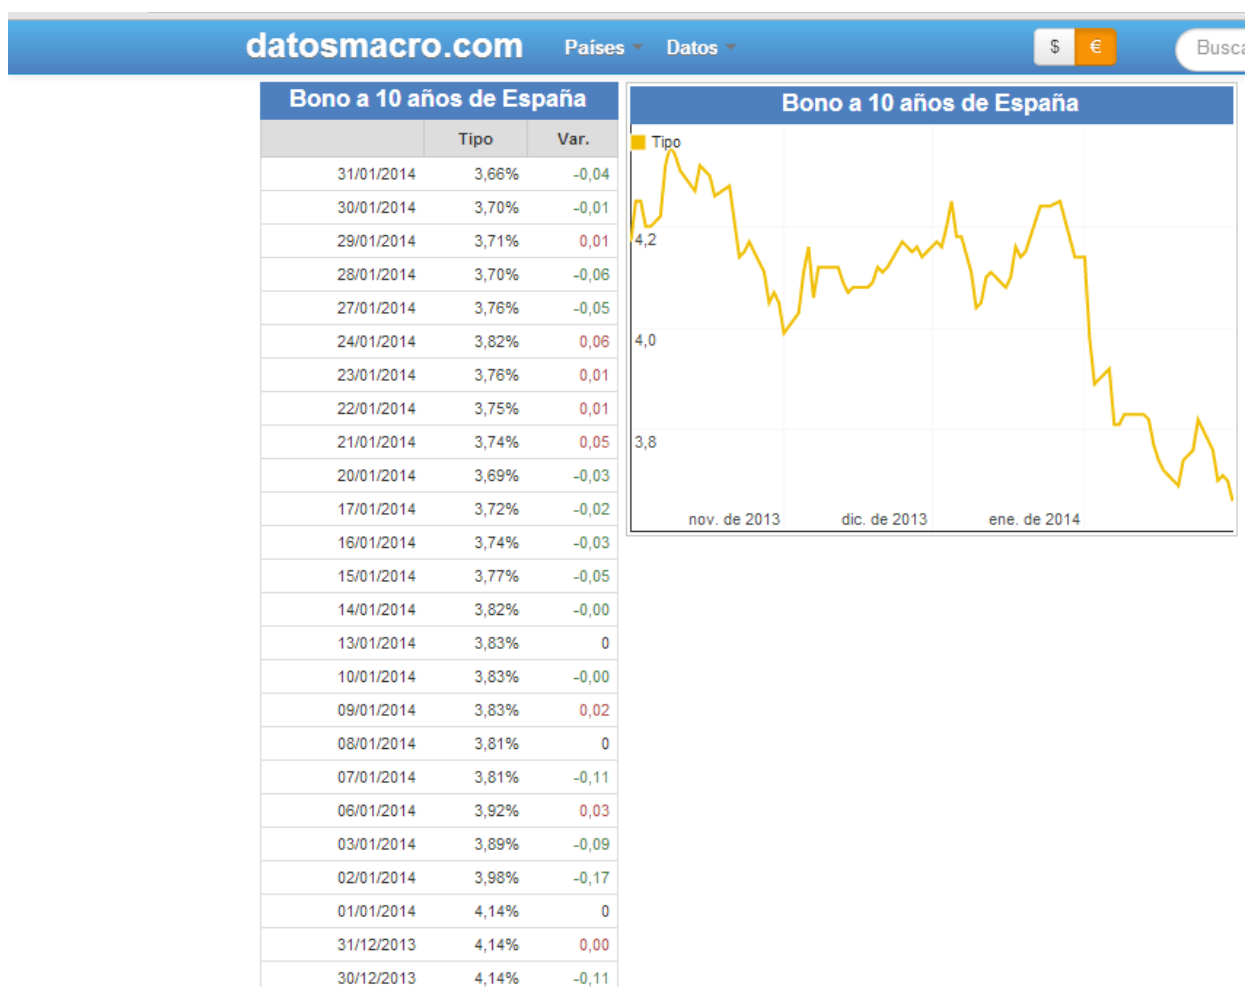 datosmacro.com Países Datos $ € Busca
Bono a 10 años de España
Tipo Var.
31/01/2014 3,66% -0,04
30/01/2014 3,70% -0,01
29/01/2014 3,71% 0,01
28/01/2014 3,70% -0,06
27/01/2014 3,76% -0,05
24/01/2014 3,82% 0,06
23/01/2014 3,76% 0,01
22/01/2014 3,75% 0,01
21/01/2014 3,74% 0,05
20/01/2014 3,69% -0,03
17/01/2014 3,72% -0,02
16/01/2014 3,74% -0,03
15/01/2014 3,77% -0,05
14/01/2014 3,82% -0,00
13/01/2014 3,83% 0
10/01/2014 3,83% -0,00
09/01/2014 3,83% 0,02
08/01/2014 3,81% 0
07/01/2014 3,81% -0,11
06/01/2014 3,92% 0,03
03/01/2014 3,89% -0,09
02/01/2014 3,98% -0,17
01/01/2014 4,14% 0
31/12/2013 4,14% 0,00
30/12/2013 4,14% -0,11
Bono a 10 años de España
Tipo
4,2
4,0
3,8
nov. de 2013 dic. de 2013 ene. de 2014